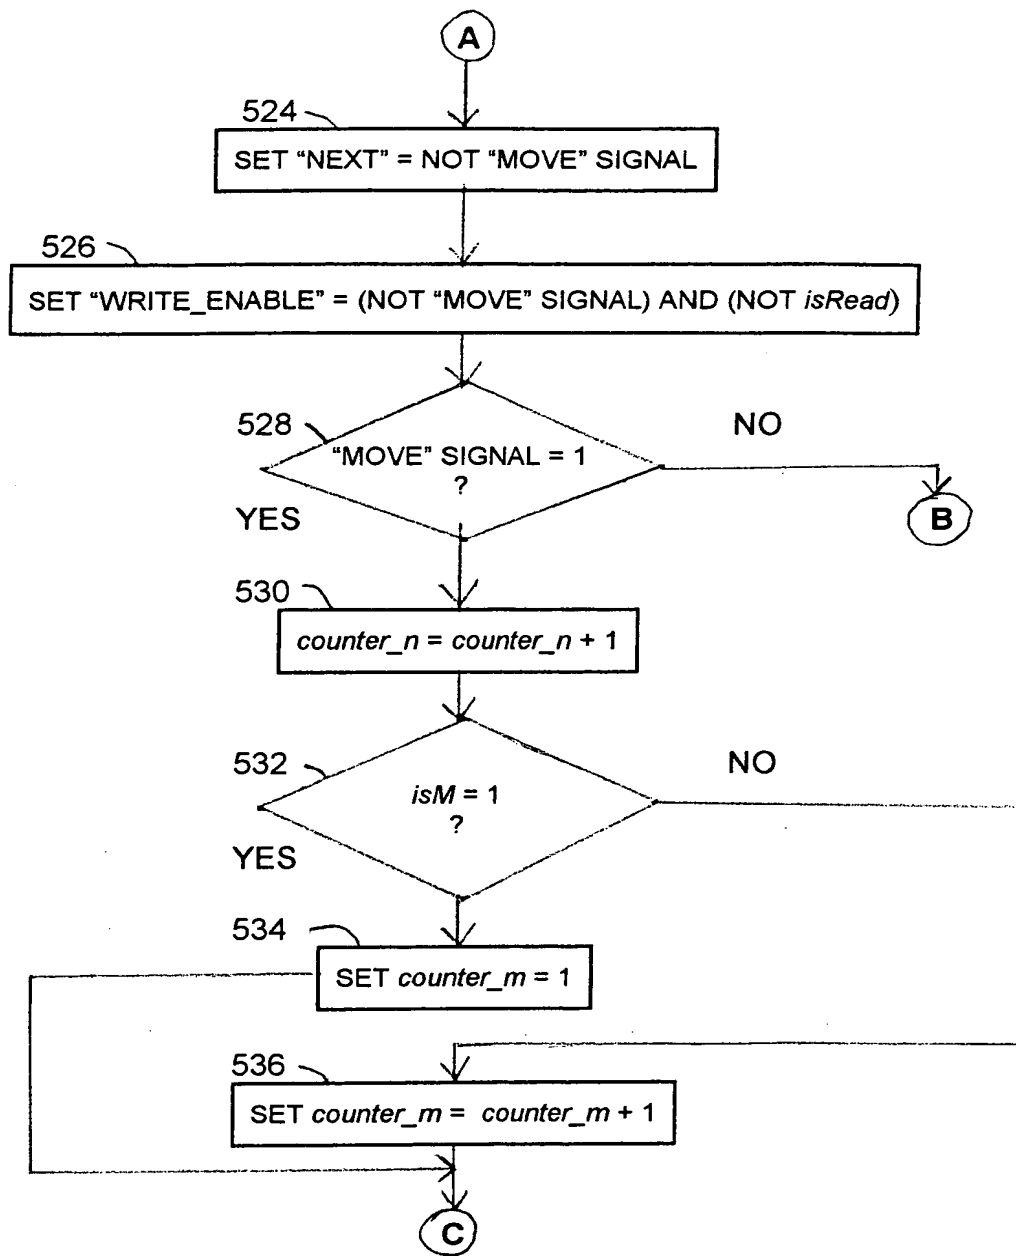 A
524
SET “NEXT” = NOT “MOVE” SIGNAL
526
SET “WRITE_ENABLE” = (NOT “MOVE” SIGNAL) AND (NOT isRead)
528
“MOVE” SIGNAL = 1
?
NO
YES
B
530
counter_n = counter_n + 1
532
isM = 1
?
NO
YES
534
SET counter_m = 1
536
SET counter_m = counter_m + 1
C